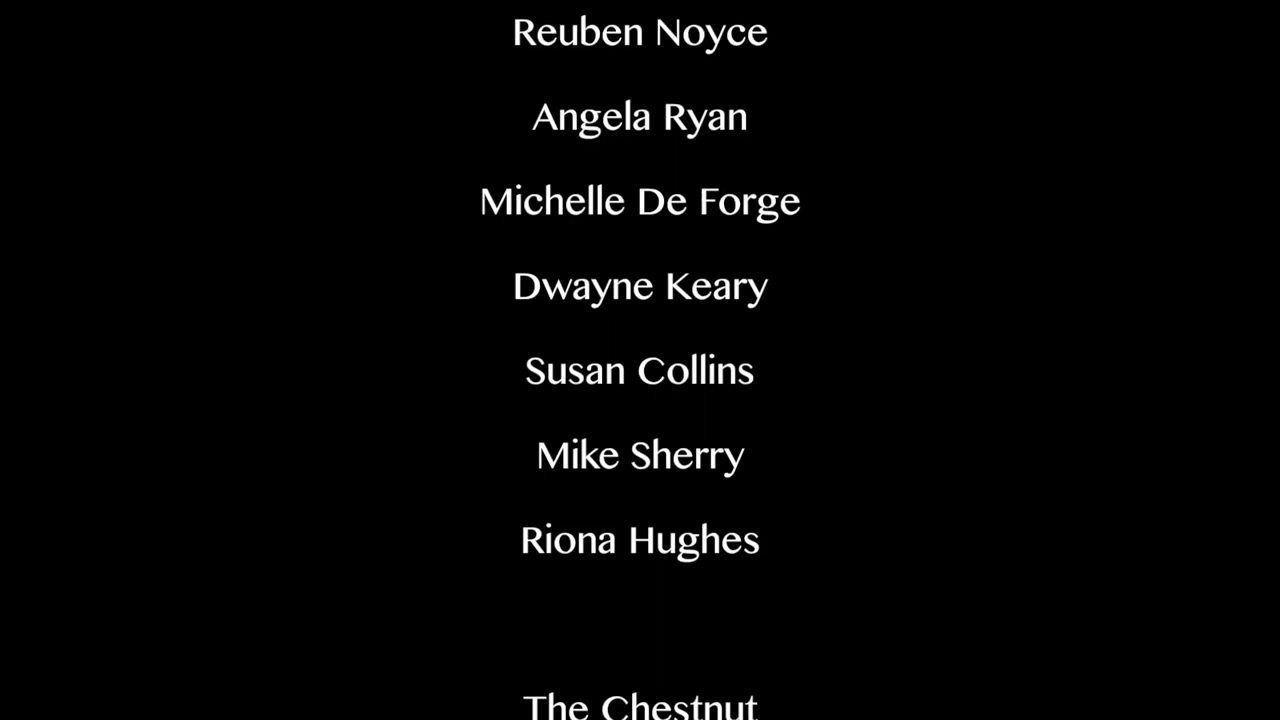 Reuben Noyce
Angela Ryan
Michelle De Forge
Dwayne Keary
Susan Collins
Mike Sherry
Riona Hughes
The Chestnut